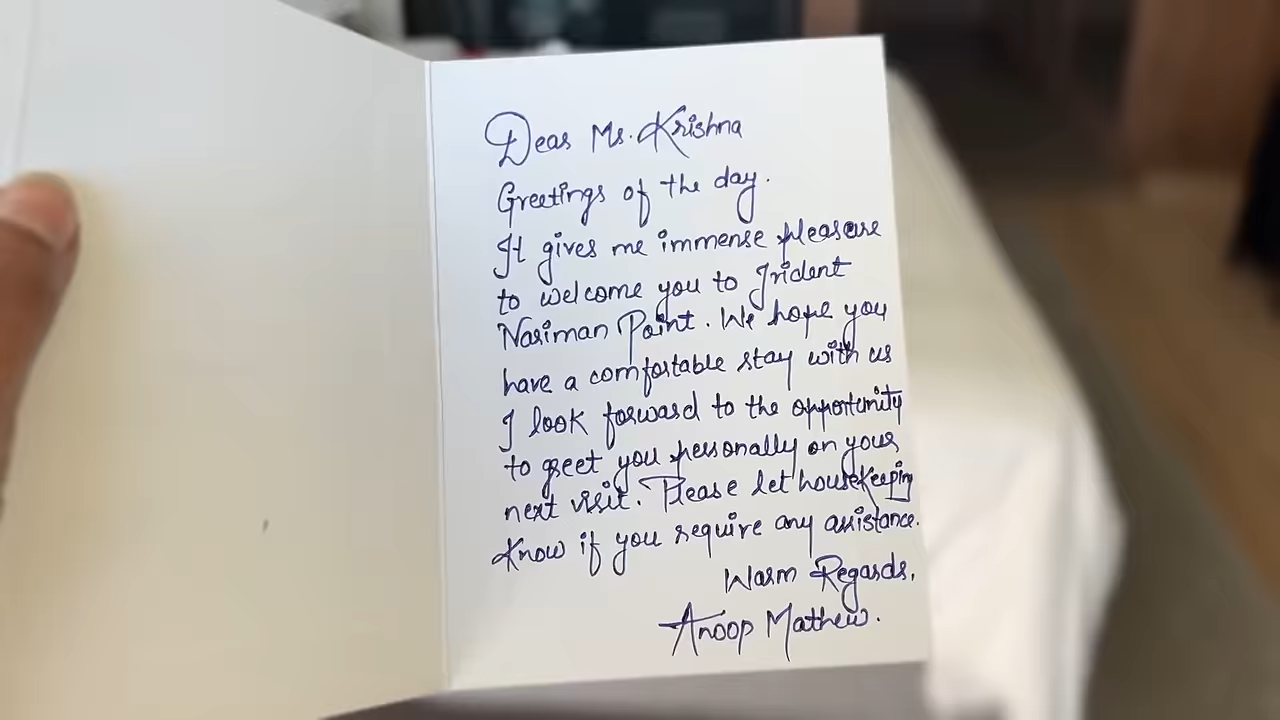 Dear Ms. Krishna
Greetings of the day.
It gives me immense pleasure
to welcome you to Trident
Nariman Point. We hope you
have a comfortable stay with us
I look forward to the opportunity
to greet you personally on your
next visit. Please let housekeeping
Know if you require any assistance.
Warm Regards,
Anoop Mathew.